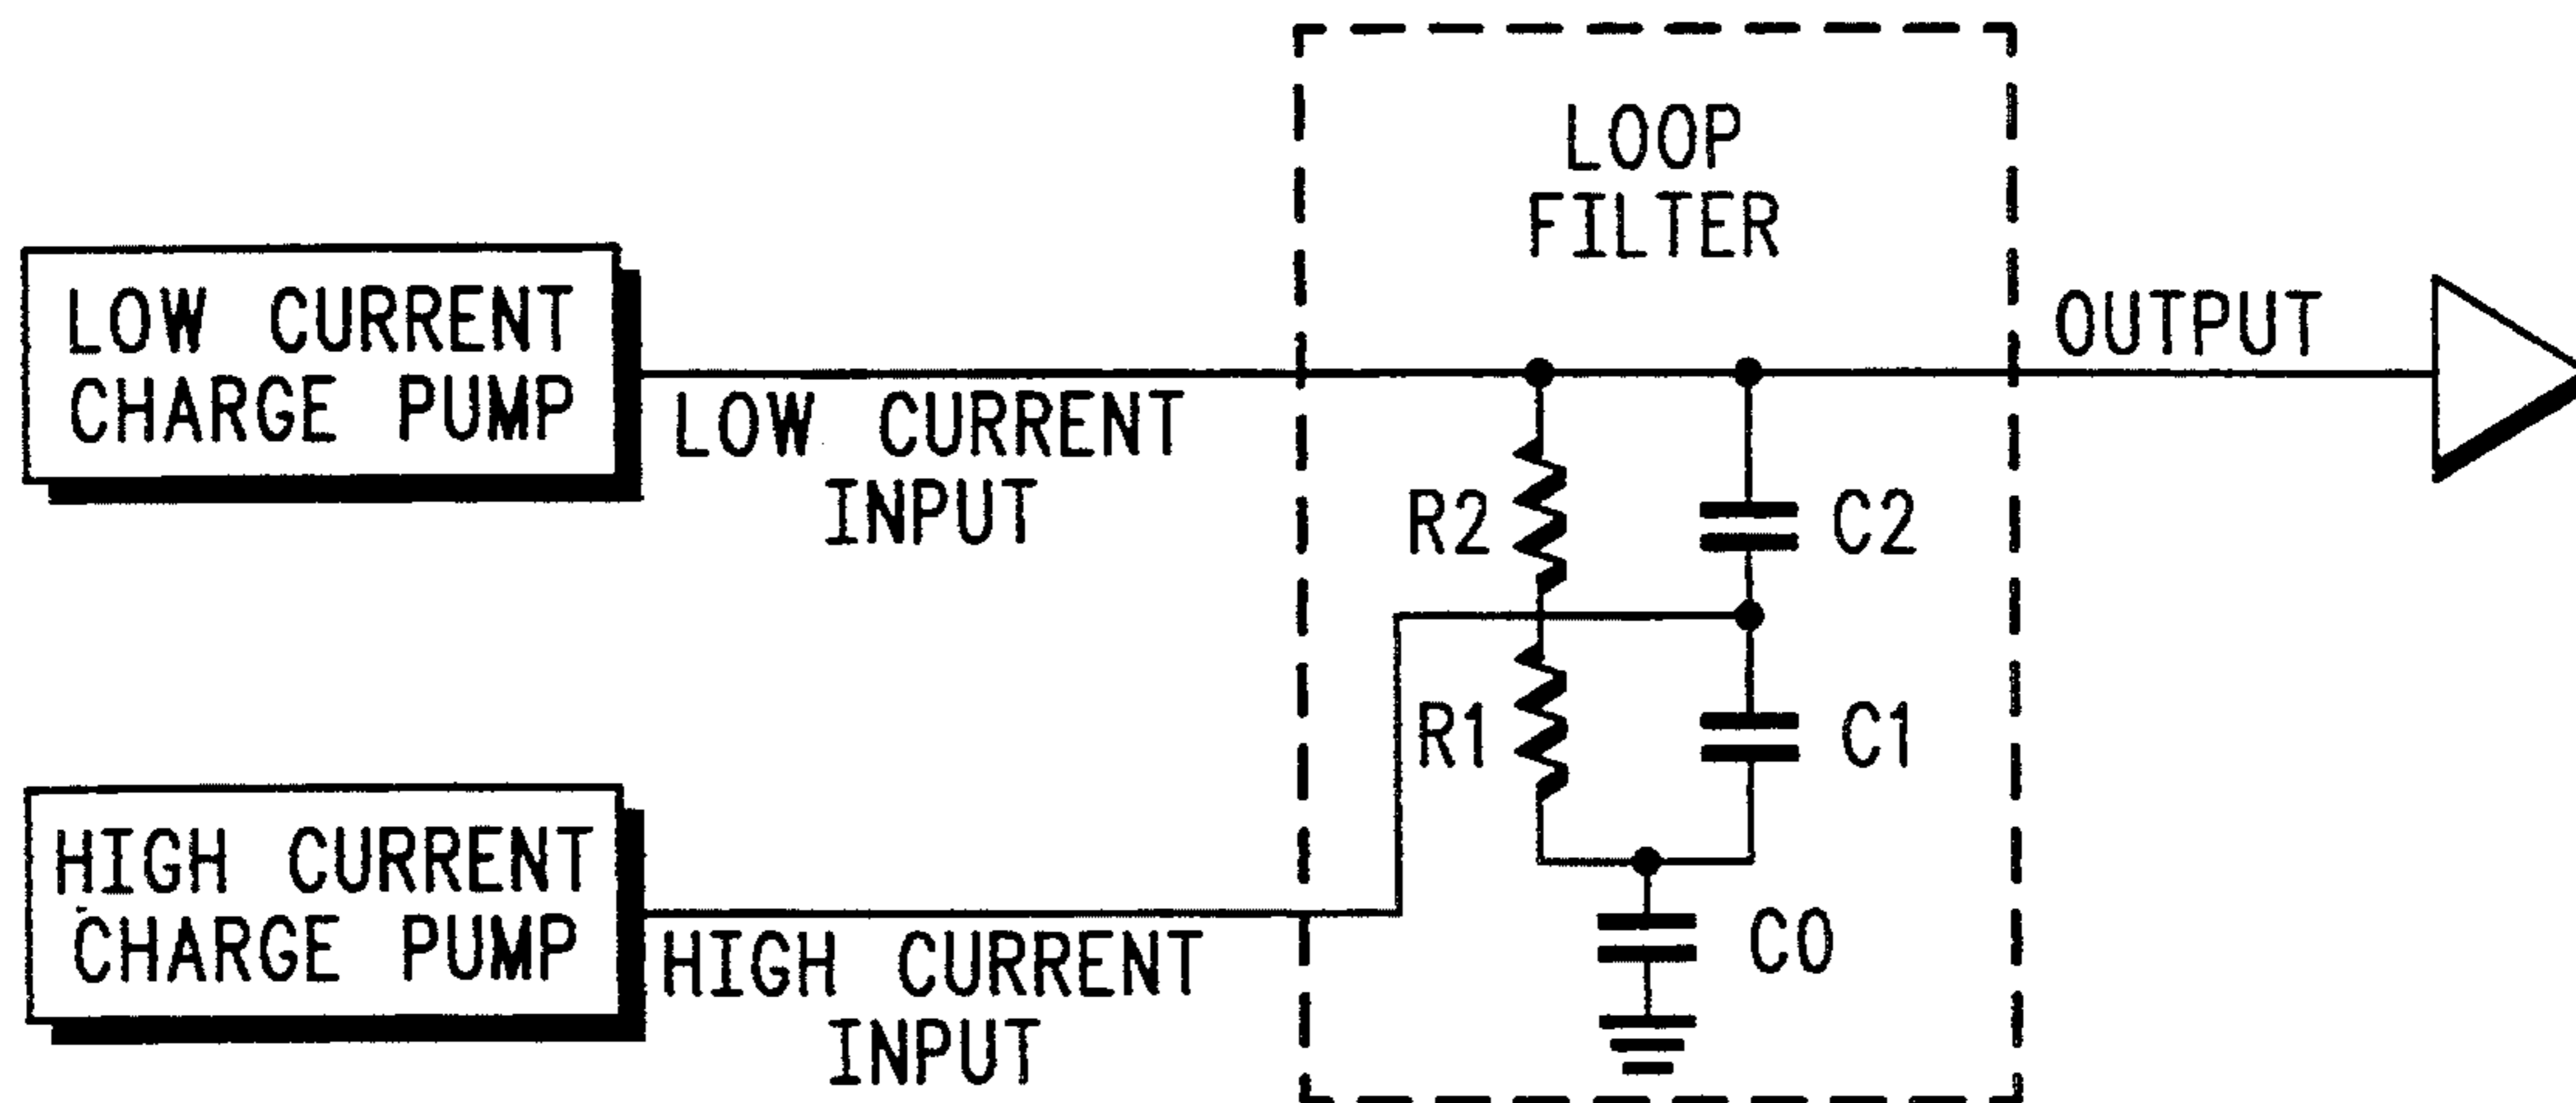 LOOP
FILTER
LOW CURRENT
CHARGE PUMP
LOW CURRENT
INPUT
OUTPUT
R2
C2
R1
C1
HIGH CURRENT
CHARGE PUMP
HIGH CURRENT
INPUT
C0